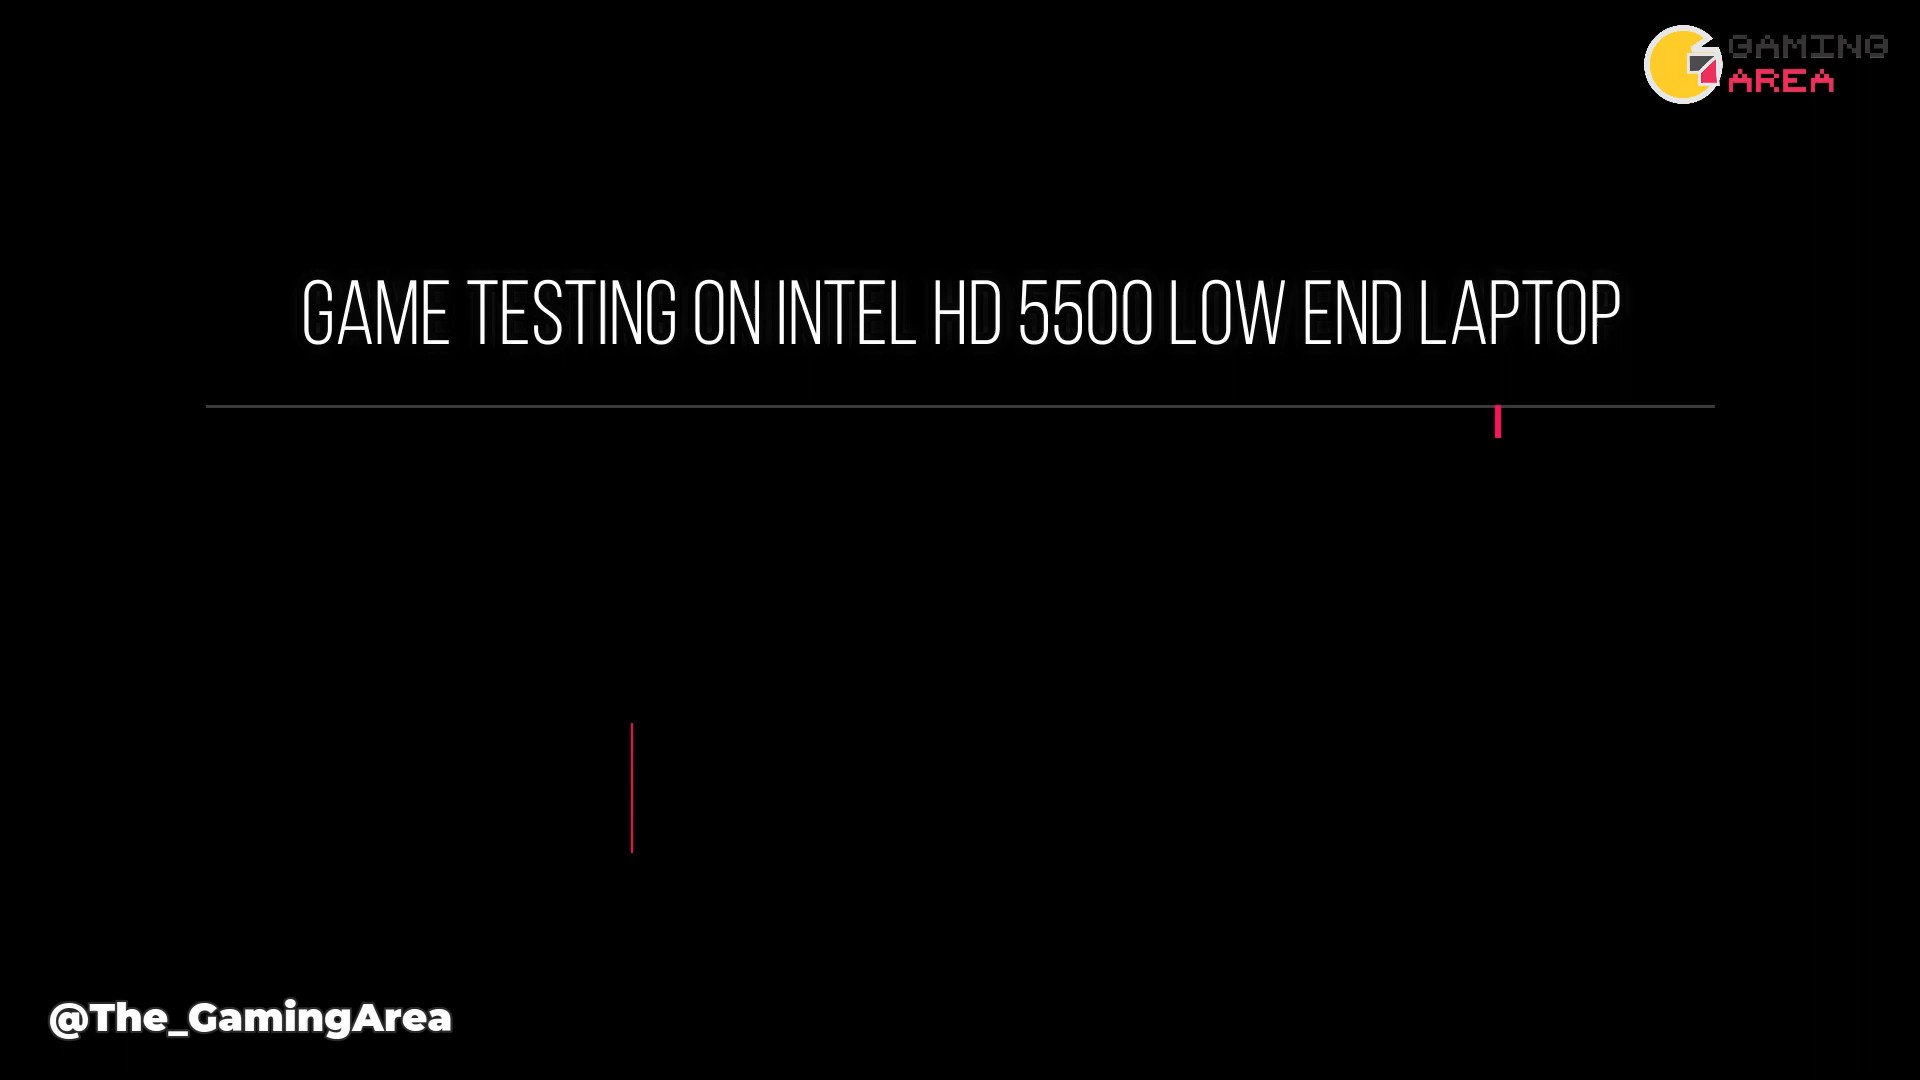 GAMING
AREA
GAME TESTING ON INTEL HD 5500 LOW END LAPTOP
@The_GamingArea